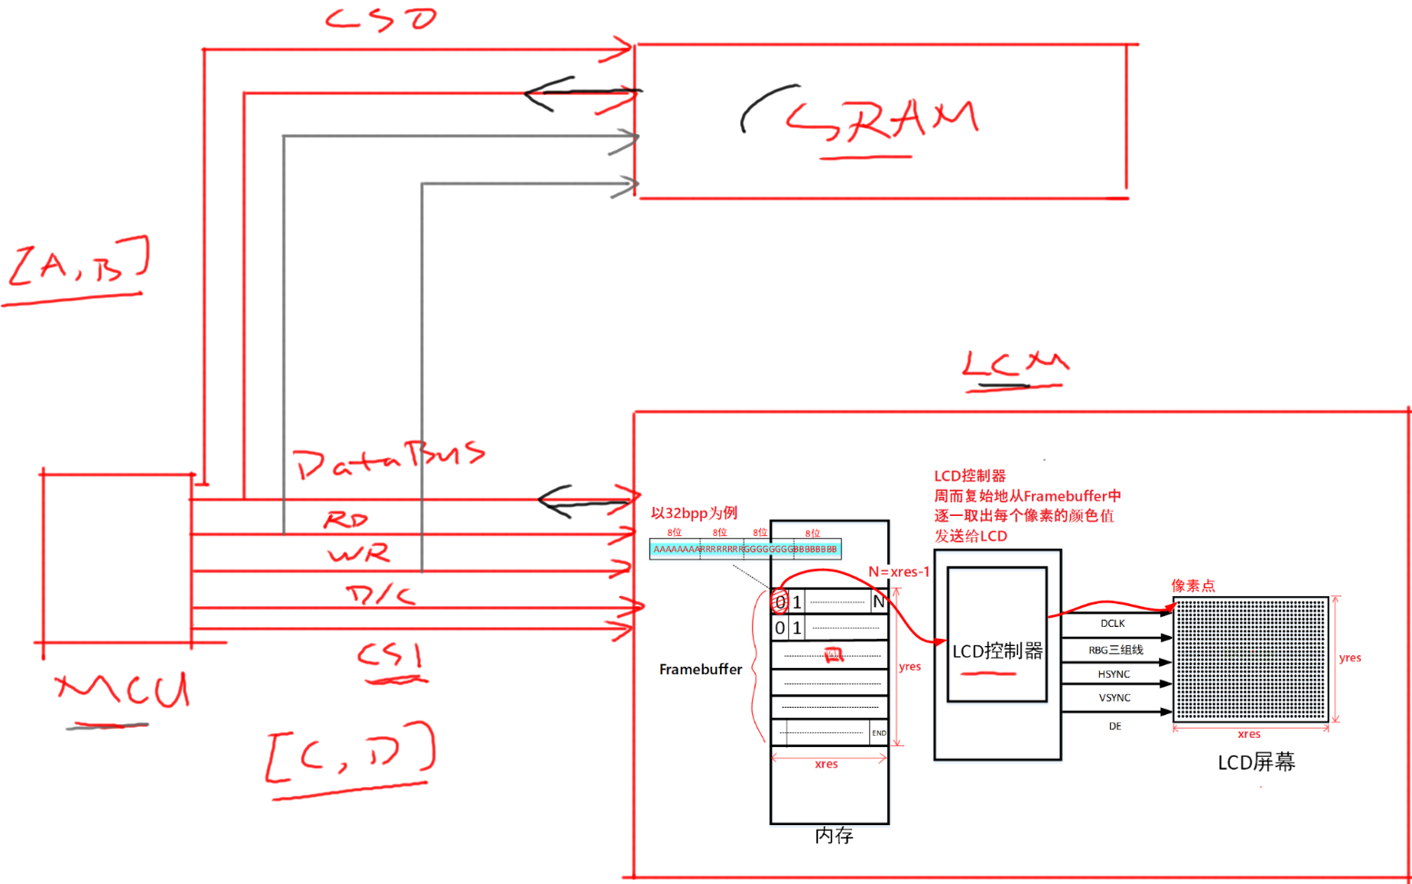 CS0
SRAM
[A,B]
LCM
DataBus
RD
WR
D/C
CS1
MCU
[C,D]
以32bpp为例
8位 8位 8位 8位
AAAAAAAARRRRRRRRGGGGGGGGBBBBBBBB
N=xres-1
0 1 N
0 1
END
Framebuffer
yres
xres
内存
LCD控制器
周而复始地从Framebuffer中
逐一取出每个像素的颜色值
发送给LCD
LCD控制器
DCLK
RBG三组线
HSYNC
VSYNC
DE
像素点
yres
xres
LCD屏幕